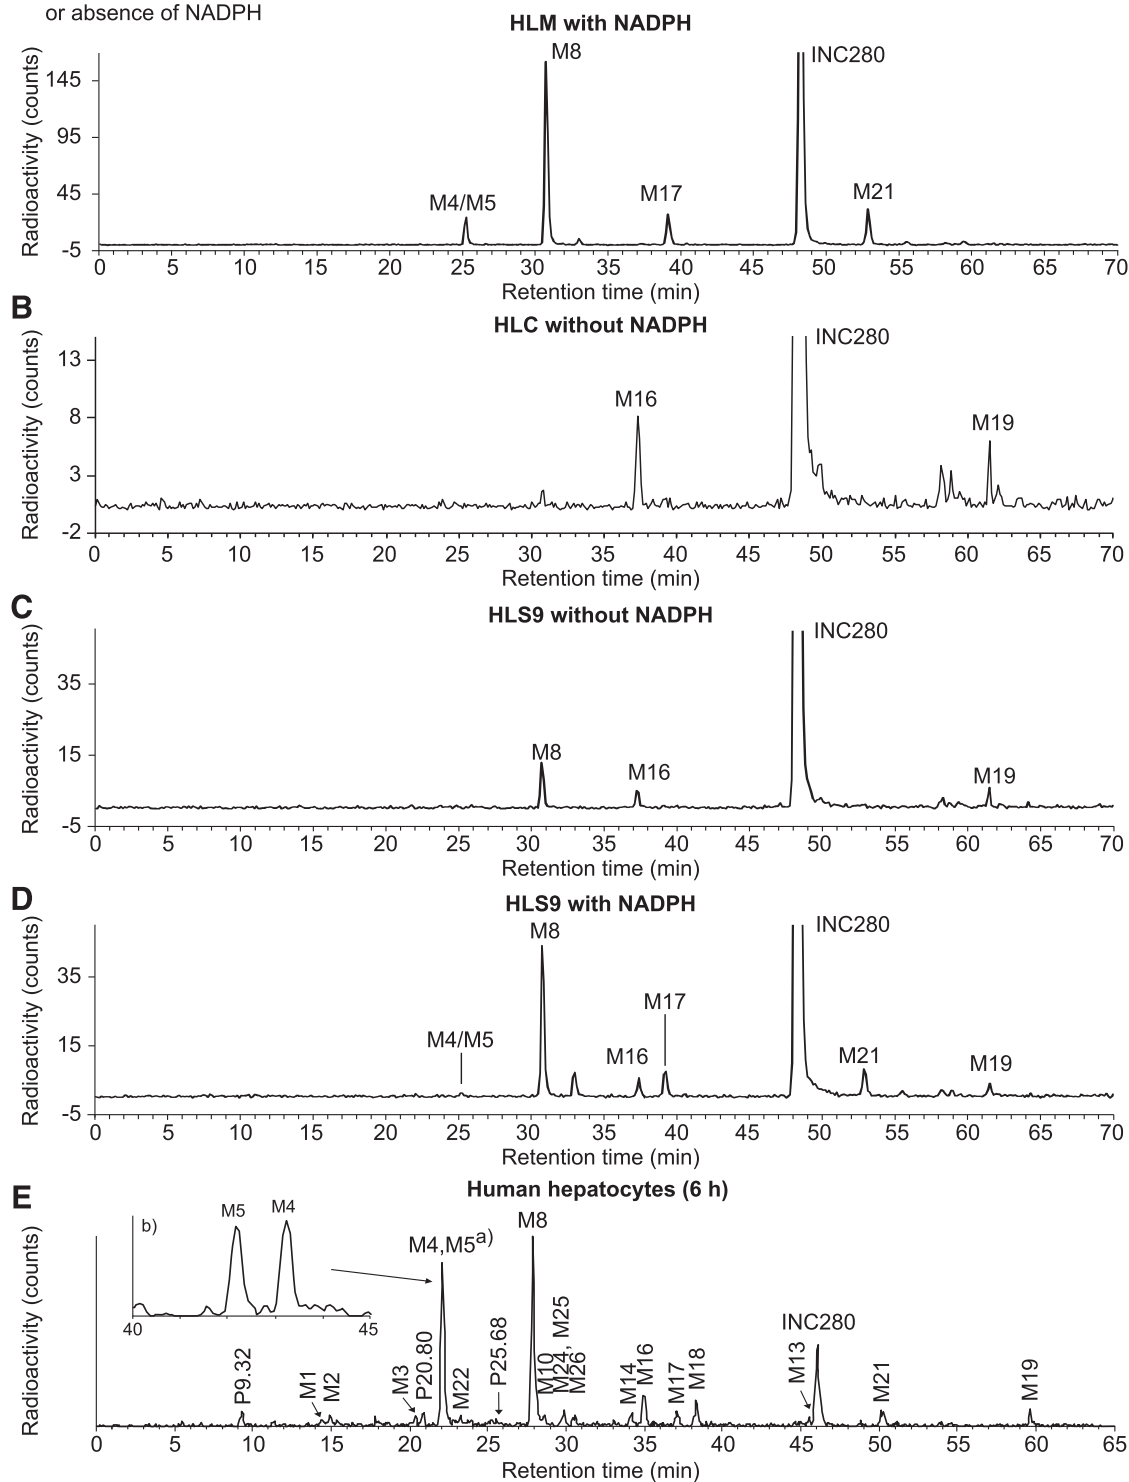 or absence of NADPH
HLM with NADPH
Radioactivity (counts)
145
95
45
-5
M4/M5
M8
M17
INC280
M21
0 5 10 15 20 25 30 35 40 45 50 55 60 65 70
Retention time (min)
B
HLC without NADPH
Radioactivity (counts)
13
8
3
-2
M16
INC280
M19
0 5 10 15 20 25 30 35 40 45 50 55 60 65 70
Retention time (min)
C
HLS9 without NADPH
Radioactivity (counts)
35
15
-5
M8
M16
INC280
M19
0 5 10 15 20 25 30 35 40 45 50 55 60 65 70
Retention time (min)
D
HLS9 with NADPH
Radioactivity (counts)
35
15
-5
M4/M5
M8
M16
M17
INC280
M21
M19
0 5 10 15 20 25 30 35 40 45 50 55 60 65 70
Retention time (min)
E
Human hepatocytes (6 h)
Radioactivity (counts)
b)
M5
M4
40 45
P9.32
M1
M2
M3
P20.80
M4,M5a)
M22
P25.68
M8
M10
M24, M25
M26
M14
M16
M17
M18
M13
INC280
M21
M19
0 5 10 15 20 25 30 35 40 45 50 55 60 65
Retention time (min)